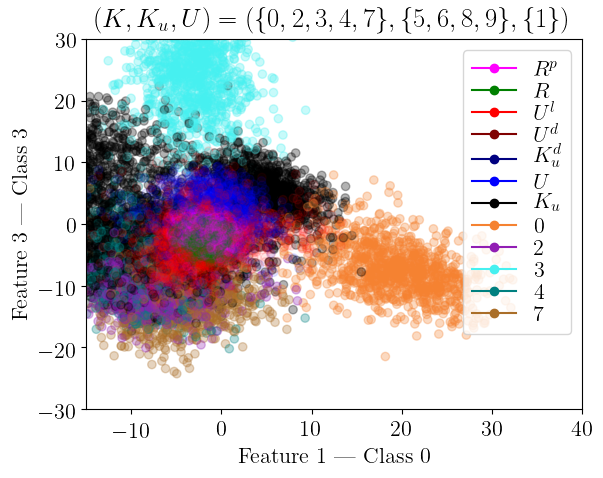 (K, K_u, U) = ({0, 2, 3, 4, 7}, {5, 6, 8, 9}, {1})
30
20
10
0
−10
−20
−30
Feature 3 — Class 3
R^p
R
U^l
U^d
K_u^d
U
K_u
0
2
3
4
7
−10 0 10 20 30 40
Feature 1 — Class 0